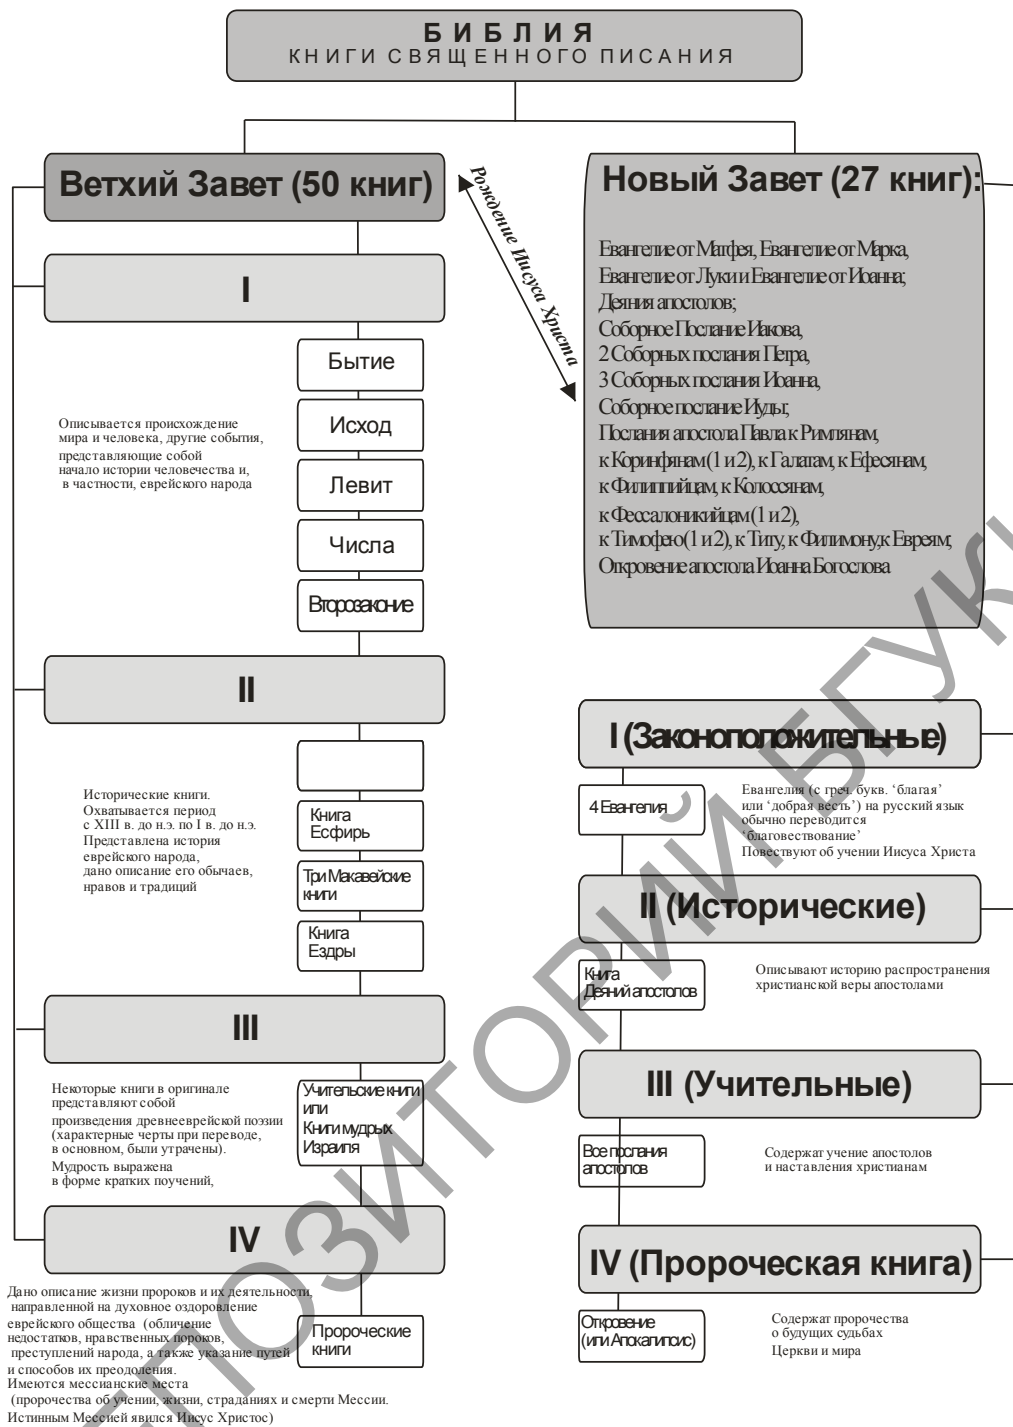 БИБЛИЯ
КНИГИ СВЯЩЕННОГО ПИСАНИЯ
Ветхий Завет (50 книг)
Рождение Иисуса Христа
I
Бытие
Исход
Левит
Числа
Второзаконие
Описывается происхождение
мира и человека, другие события,
представляющие собой
начало истории человечества и,
в частности, еврейского народа
II
Исторические книги.
Охватывается период
с XIII в. до н.э. по I в. до н.э.
Представлена история
еврейского народа,
дано описание его обычаев,
нравов и традиций
Книга
Есфирь
Три Макавейские
книги
Книга
Ездры
III
Некоторые книги в оригинале
представляют собой
произведения древнееврейской поэзии
(характерные черты при переводе,
в основном, были утрачены).
Мудрость выражена
в форме кратких поучений,
Учительские книги
или
Книги мудрых
Израиля
IV
Дано описание жизни пророков и их деятельности,
направленной на духовное оздоровление
еврейского общества (обличение
недостатков, нравственных пороков,
преступлений народа, а также указание путей
и способов их преодоления.
Имеются мессианские места
(пророчества об учении, жизни, страданиях и смерти Мессии.
Истинным Мессией явился Иисус Христос)
Пророческие
книги
Новый Завет (27 книг):
Евангелие от Матфея, Евангелие от Марка,
Евангелие от Луки и Евангелие от Иоанна;
Деяния апостолов;
Соборное Послание Иакова,
2 Соборных послания Петра,
3 Соборных послания Иоанна,
Соборное послание Иуды;
Послания апостола Павла к Римлянам,
к Коринфянам (1 и 2), к Галатам, к Ефесянам,
к Филиппийцам, к Колоссянам,
к Фессалоникийцам (1 и 2),
к Тимофею (1 и 2), к Титу, к Филимону, к Евреям;
Откровение апостола Иоанна Богослова
I (Законоположительные)
4 Евангелия
Евангелия (с греч. букв. ‘благая’
или ‘добрая весть’) на русский язык
обычно переводится
‘благовествование’
Повествуют об учении Иисуса Христа
II (Исторические)
Книга
Деяний апостолов
Описывают историю распространения
христианской веры апостолами
III (Учительные)
Все послания
апостолов
Содержат учение апостолов
и наставления христианам
IV (Пророческая книга)
Откровение
(или Апокалипсис)
Содержат пророчества
о будущих судьбах
Церкви и мира
ЕПОЗИТОРИЙ БГУК